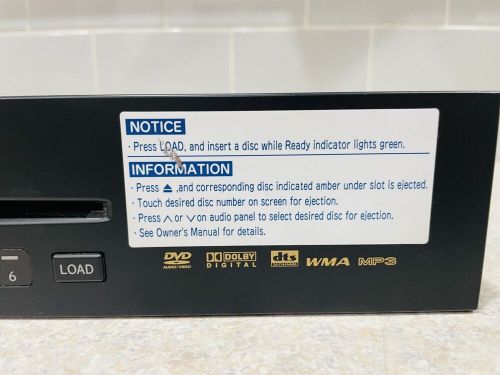 NOTICE
· Press LOAD, and insert a disc while Ready indicator lights green.
INFORMATION
· Press ⏏ ,and corresponding disc indicated amber under slot is ejected.
· Touch desired disc number on screen for ejection.
· Press ∧ or ∨ on audio panel to select desired disc for ejection.
· See Owner's Manual for details.
6 LOAD
DVD AUDIO/VIDEO DOLBY DIGITAL dts WMA MP3